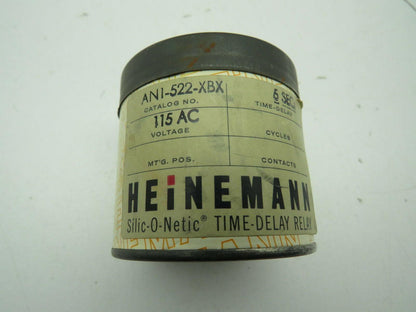 ANI-522-XBX 6 SEC.
CATALOG NO. TIME-DELAY
115 AC
VOLTAGE CYCLES
MT'G. POS. CONTACTS
HEINEMANN
Silic-O-Netic® TIME-DELAY RELAY